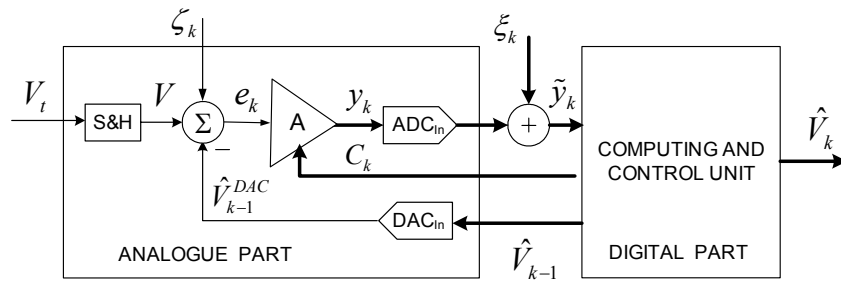 ζ_k
ξ_k
V_t
S&H
V
Σ
−
e_k
A
y_k
ADC_In
+
ỹ_k
C_k
COMPUTING AND
CONTROL UNIT
V̂_k
V̂_{k-1}^{DAC}
DAC_In
V̂_{k-1}
ANALOGUE PART
DIGITAL PART